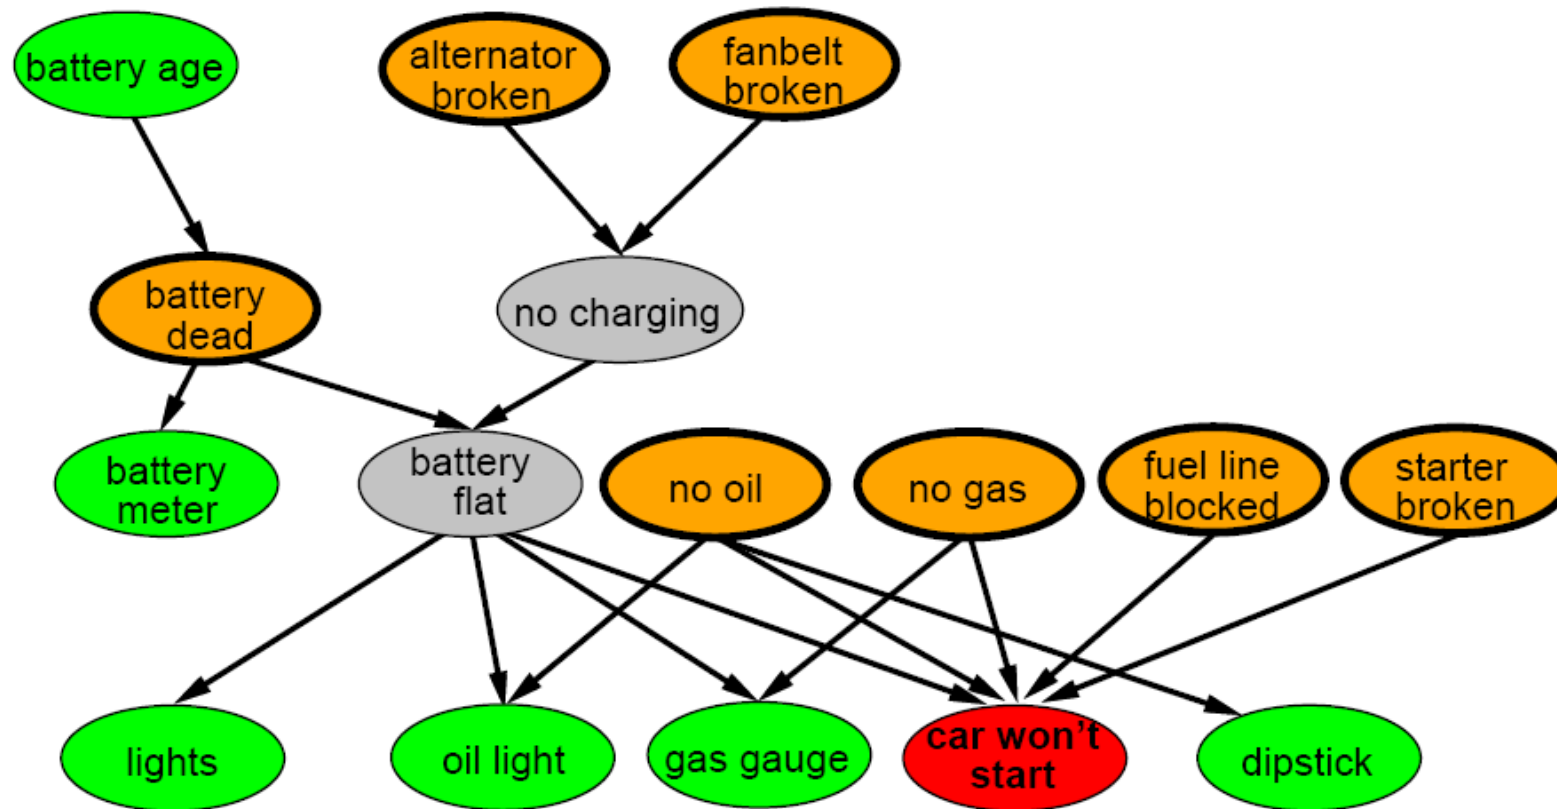 battery age
alternator
broken
fanbelt
broken
battery
dead
no charging
battery
meter
battery
flat
no oil
no gas
fuel line
blocked
starter
broken
lights
oil light
gas gauge
car won't
start
dipstick